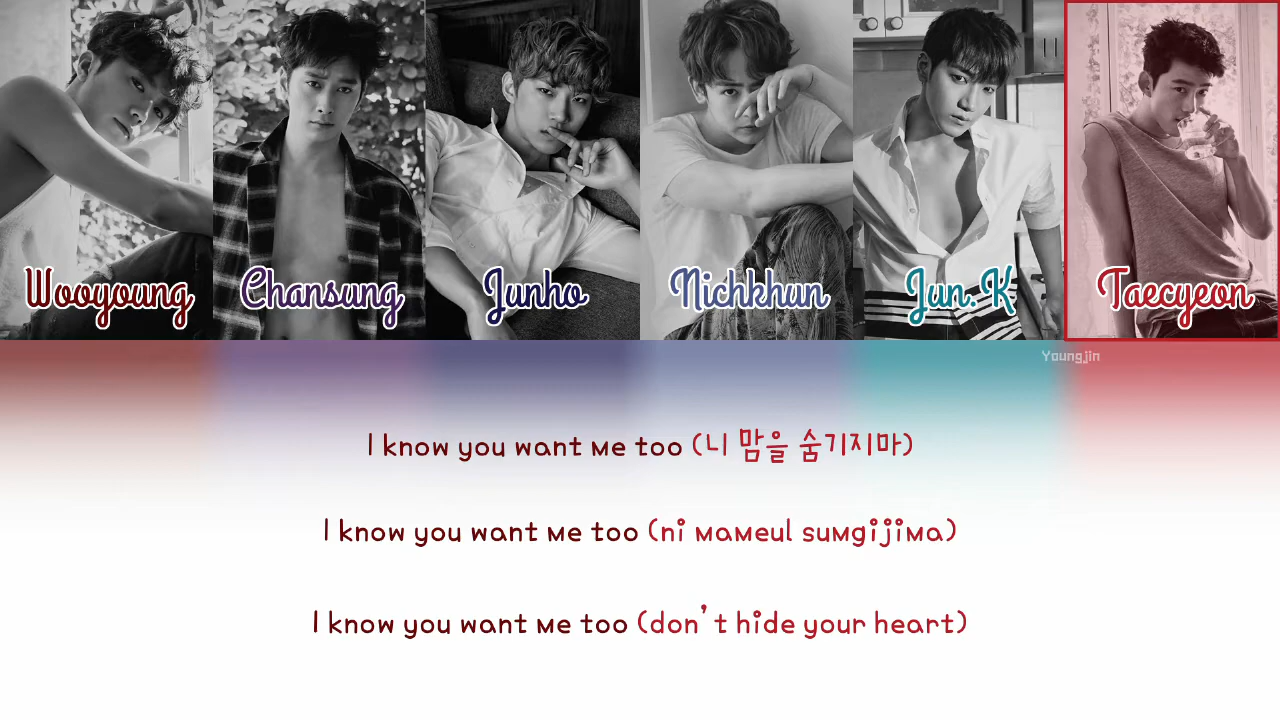 Wooyoung Chansung Junho Nichkhun Jun.K Taecyeon
Youngjin
I know you want me too (니 맘을 숨기지마)
I know you want me too (ni mameul sumgijima)
I know you want me too (don't hide your heart)